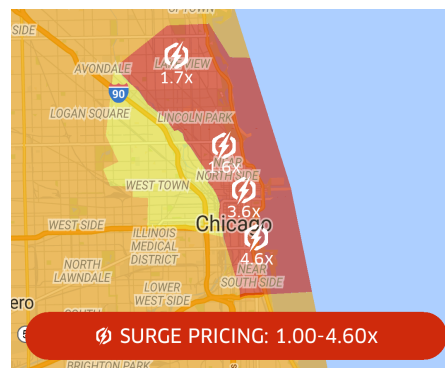 UPTOWN
SIDE
AVONDALE
LAKEVIEW
1.7x
90
LOGAN SQUARE
LINCOLN PARK
NEAR
NORTH SIDE
WEST TOWN
3.6x
Chicago
WEST SIDE
ILLINOIS
MEDICAL
DISTRICT
4.6x
NORTH
LAWNDALE
NEAR
SOUTH SIDE
LOWER
WEST SIDE
ero
SURGE PRICING: 1.00-4.60x
BRIGHTON PARK